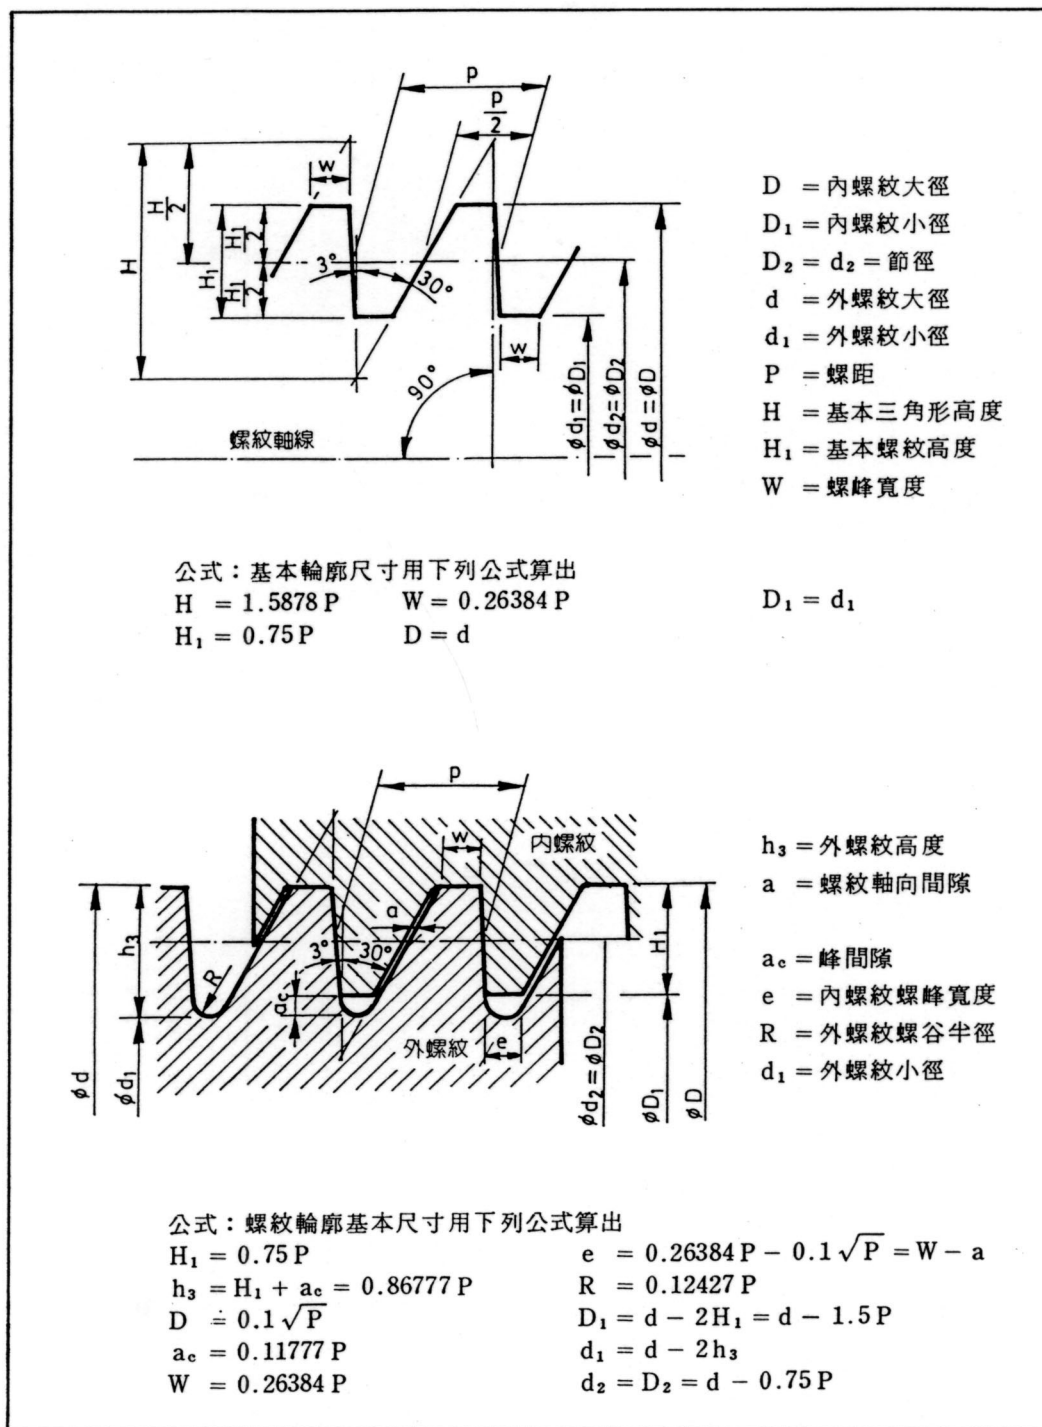 P
P/2
H/2
w
H
H₁
H₁/2
H₁/2
3°
30°
w
90°
φd₁=φD₁
φd₂=φD₂
φd=φD
螺紋軸線
D = 內螺紋大徑
D₁ = 內螺紋小徑
D₂ = d₂ = 節徑
d = 外螺紋大徑
d₁ = 外螺紋小徑
P = 螺距
H = 基本三角形高度
H₁ = 基本螺紋高度
W = 螺峰寬度
公式：基本輪廓尺寸用下列公式算出
H = 1.5878 P W = 0.26384 P D₁ = d₁
H₁ = 0.75 P D = d
P
w
內螺紋
h₃
R
a
3°
30°
ac
外螺紋
e
H₁
φd
φd₁
φd₂=φD₂
φD₁
φD
h₃ = 外螺紋高度
a = 螺紋軸向間隙
ac = 峰間隙
e = 內螺紋螺峰寬度
R = 外螺紋螺谷半徑
d₁ = 外螺紋小徑
公式：螺紋輪廓基本尺寸用下列公式算出
H₁ = 0.75 P e = 0.26384 P − 0.1√P = W − a
h₃ = H₁ + ac = 0.86777 P R = 0.12427 P
D = 0.1√P D₁ = d − 2H₁ = d − 1.5 P
ac = 0.11777 P d₁ = d − 2h₃
W = 0.26384 P d₂ = D₂ = d − 0.75 P